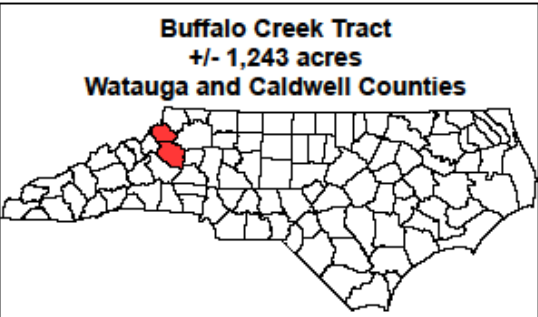 Buffalo Creek Tract
+/- 1,243 acres
Watauga and Caldwell Counties